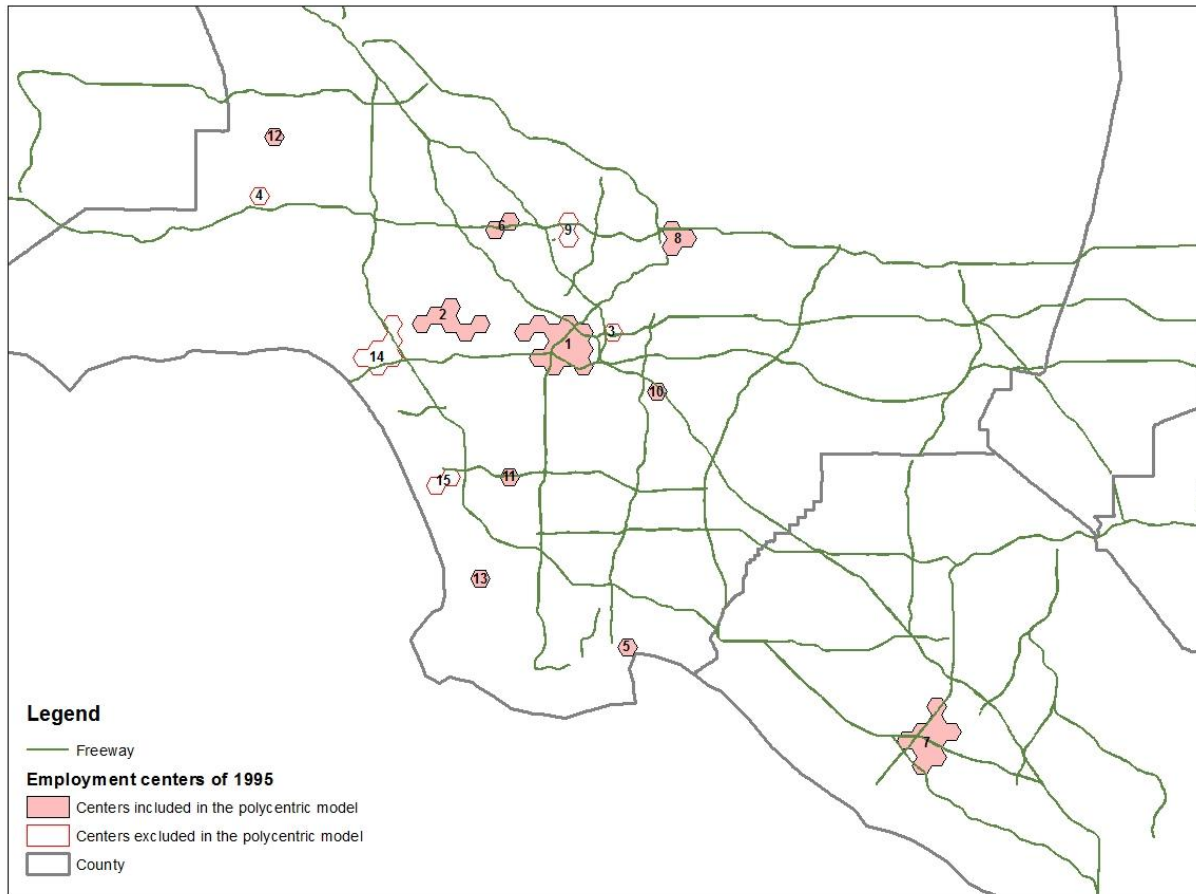 12
4
6
9
8
2
3
1
14
10
11
15
13
5
7
Legend
Freeway
Employment centers of 1995
Centers included in the polycentric model
Centers excluded in the polycentric model
County